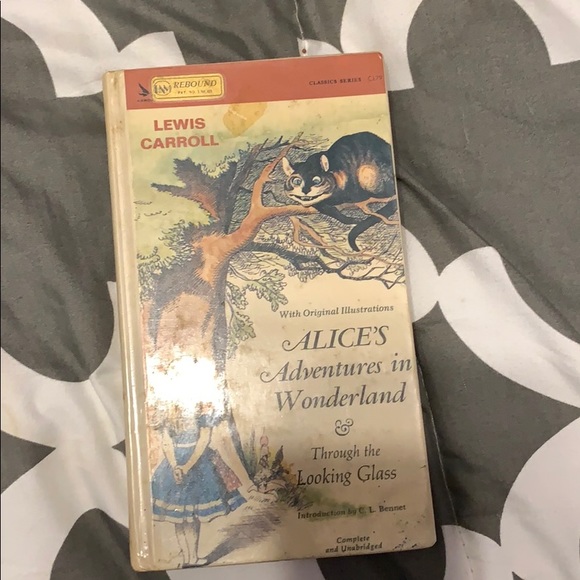 REBOUND
CLASSICS SERIES
LEWIS
CARROLL
With Original Illustrations
ALICE'S
Adventures in
Wonderland
&
Through the
Looking Glass
Introduction by C. L. Bennet
Complete
and Unabridged